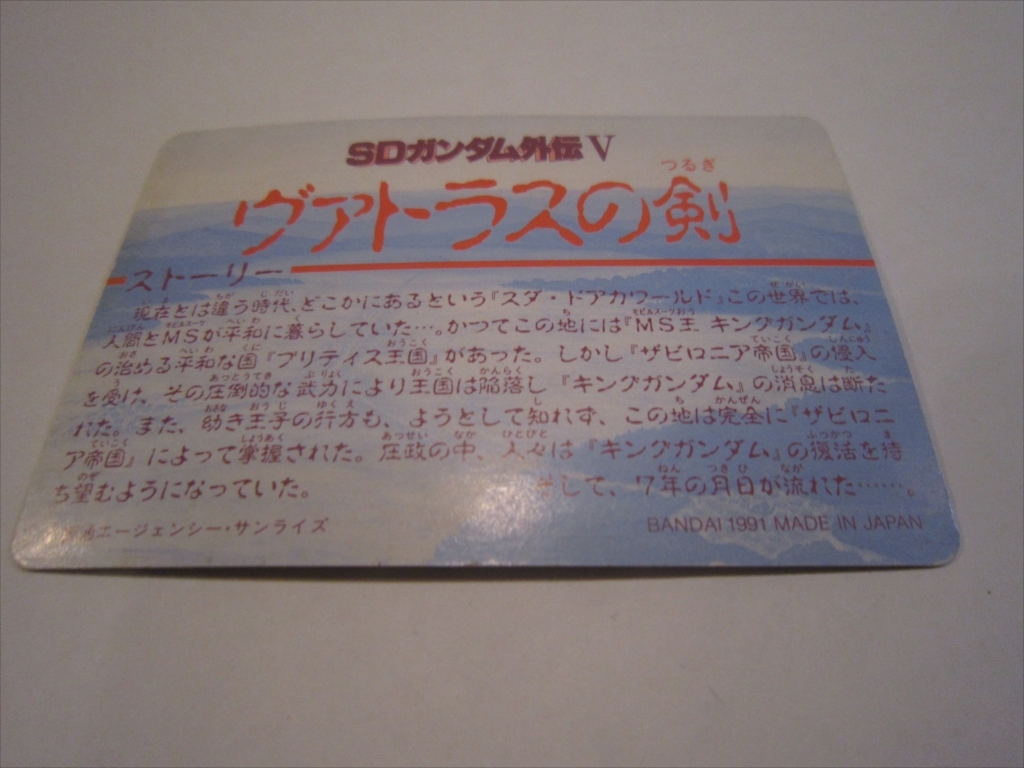 SDガンダム外伝 V
つるぎ
ヴァトラスの剣
ストーリー
現在とは違う時代、どこかにあるという『スダ・ドアカワールド』この世界では、
人間とMSが平和に暮らしていた…。かつてこの地には『MS王 キングガンダム』
の治める平和な国『ブリティス王国』があった。しかし『ザビロニア帝国』の侵入
を受け、その圧倒的な武力により王国は陥落し『キングガンダム』の消息は断た
れた。また、幼き王子の行方も、ようとして知れず、この地は完全に『ザビロニ
ア帝国』によって掌握された。圧政の中、人々は『キングガンダム』の復活を待
ち望むようになっていた。 そして、17年の月日が流れた……。
エージェンシー・サンライズ
BANDAI 1991 MADE IN JAPAN